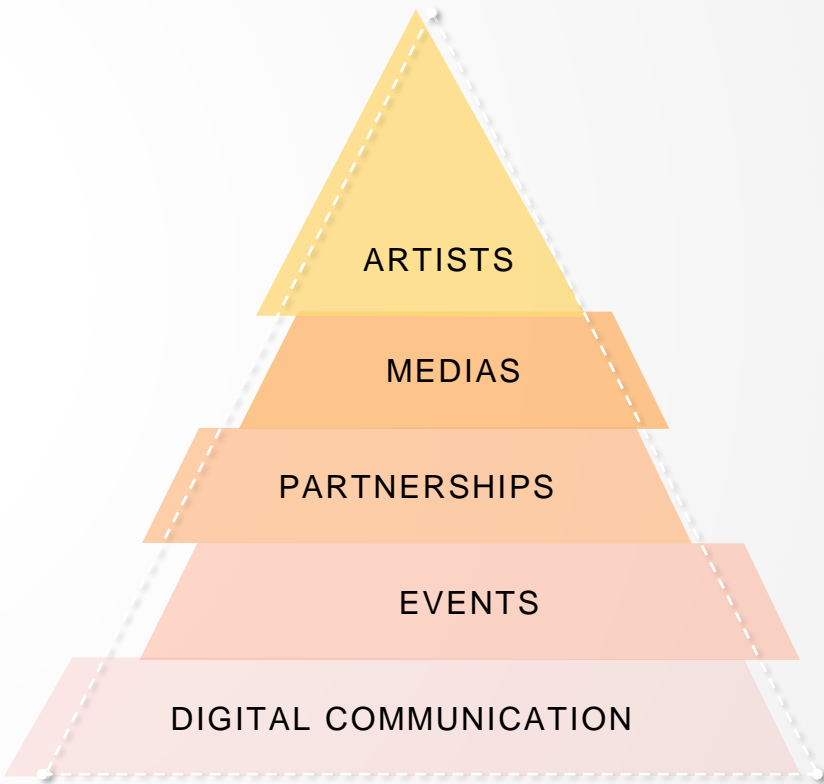 ARTISTS
MEDIAS
PARTNERSHIPS
EVENTS
DIGITAL COMMUNICATION